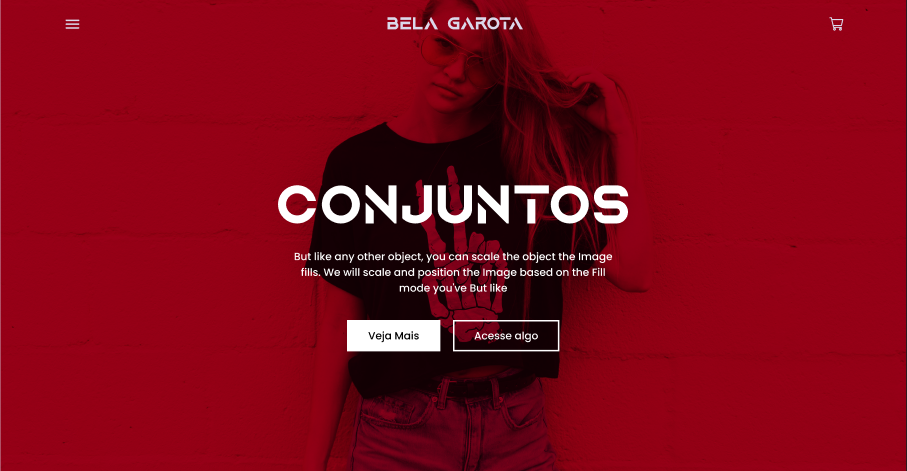 BELA GAROTA
CONJUNTOS
But like any other object, you can scale the object the Image
fills. We will scale and position the Image based on the Fill
mode you've But like
Veja Mais
Acesse algo